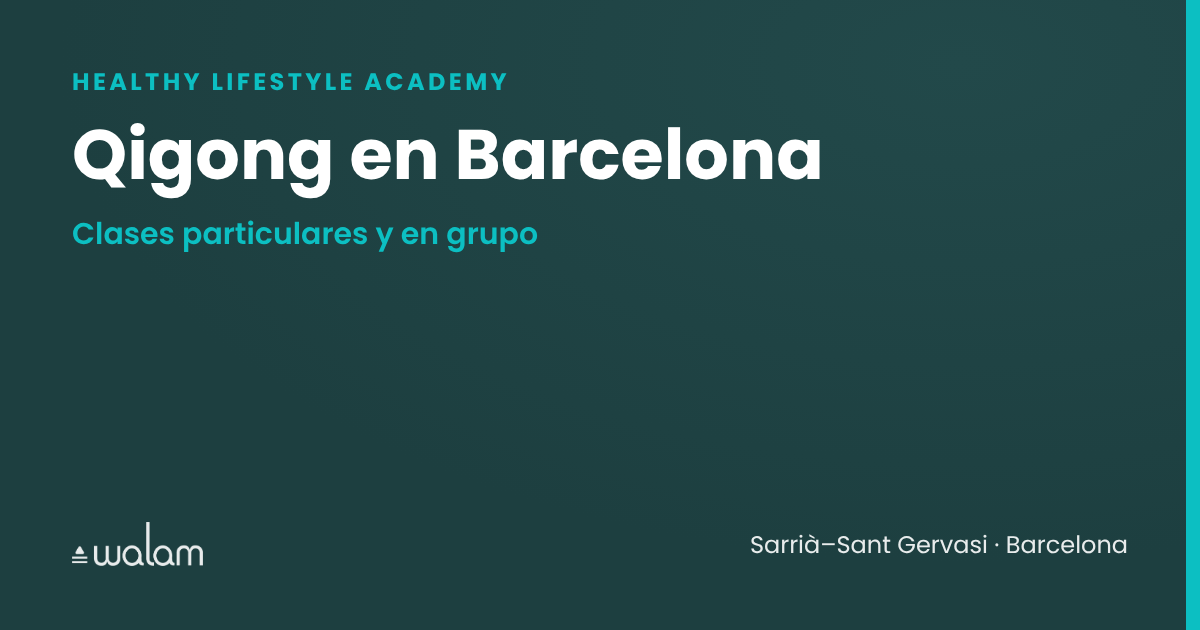 HEALTHY LIFESTYLE ACADEMY
Qigong en Barcelona
Clases particulares y en grupo
walam
Sarrià–Sant Gervasi · Barcelona